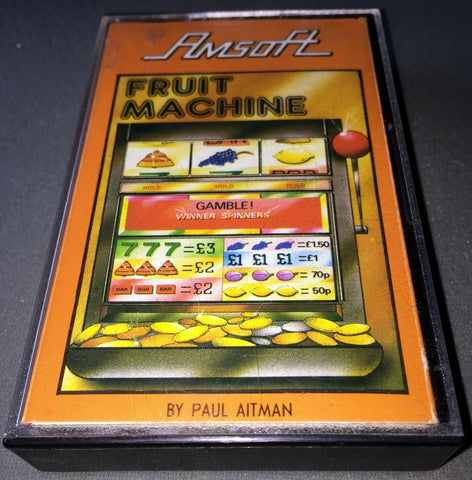 Amsoft
FRUIT
MACHINE
BAR
HOLD HOLD HOLD
GAMBLE!
WINNER SPINNERS
777=£3 =£1.50
=£2 £1 £1 £1 =£1
BAR BAR BAR =£2 =70p
=50p
BY PAUL AITMAN